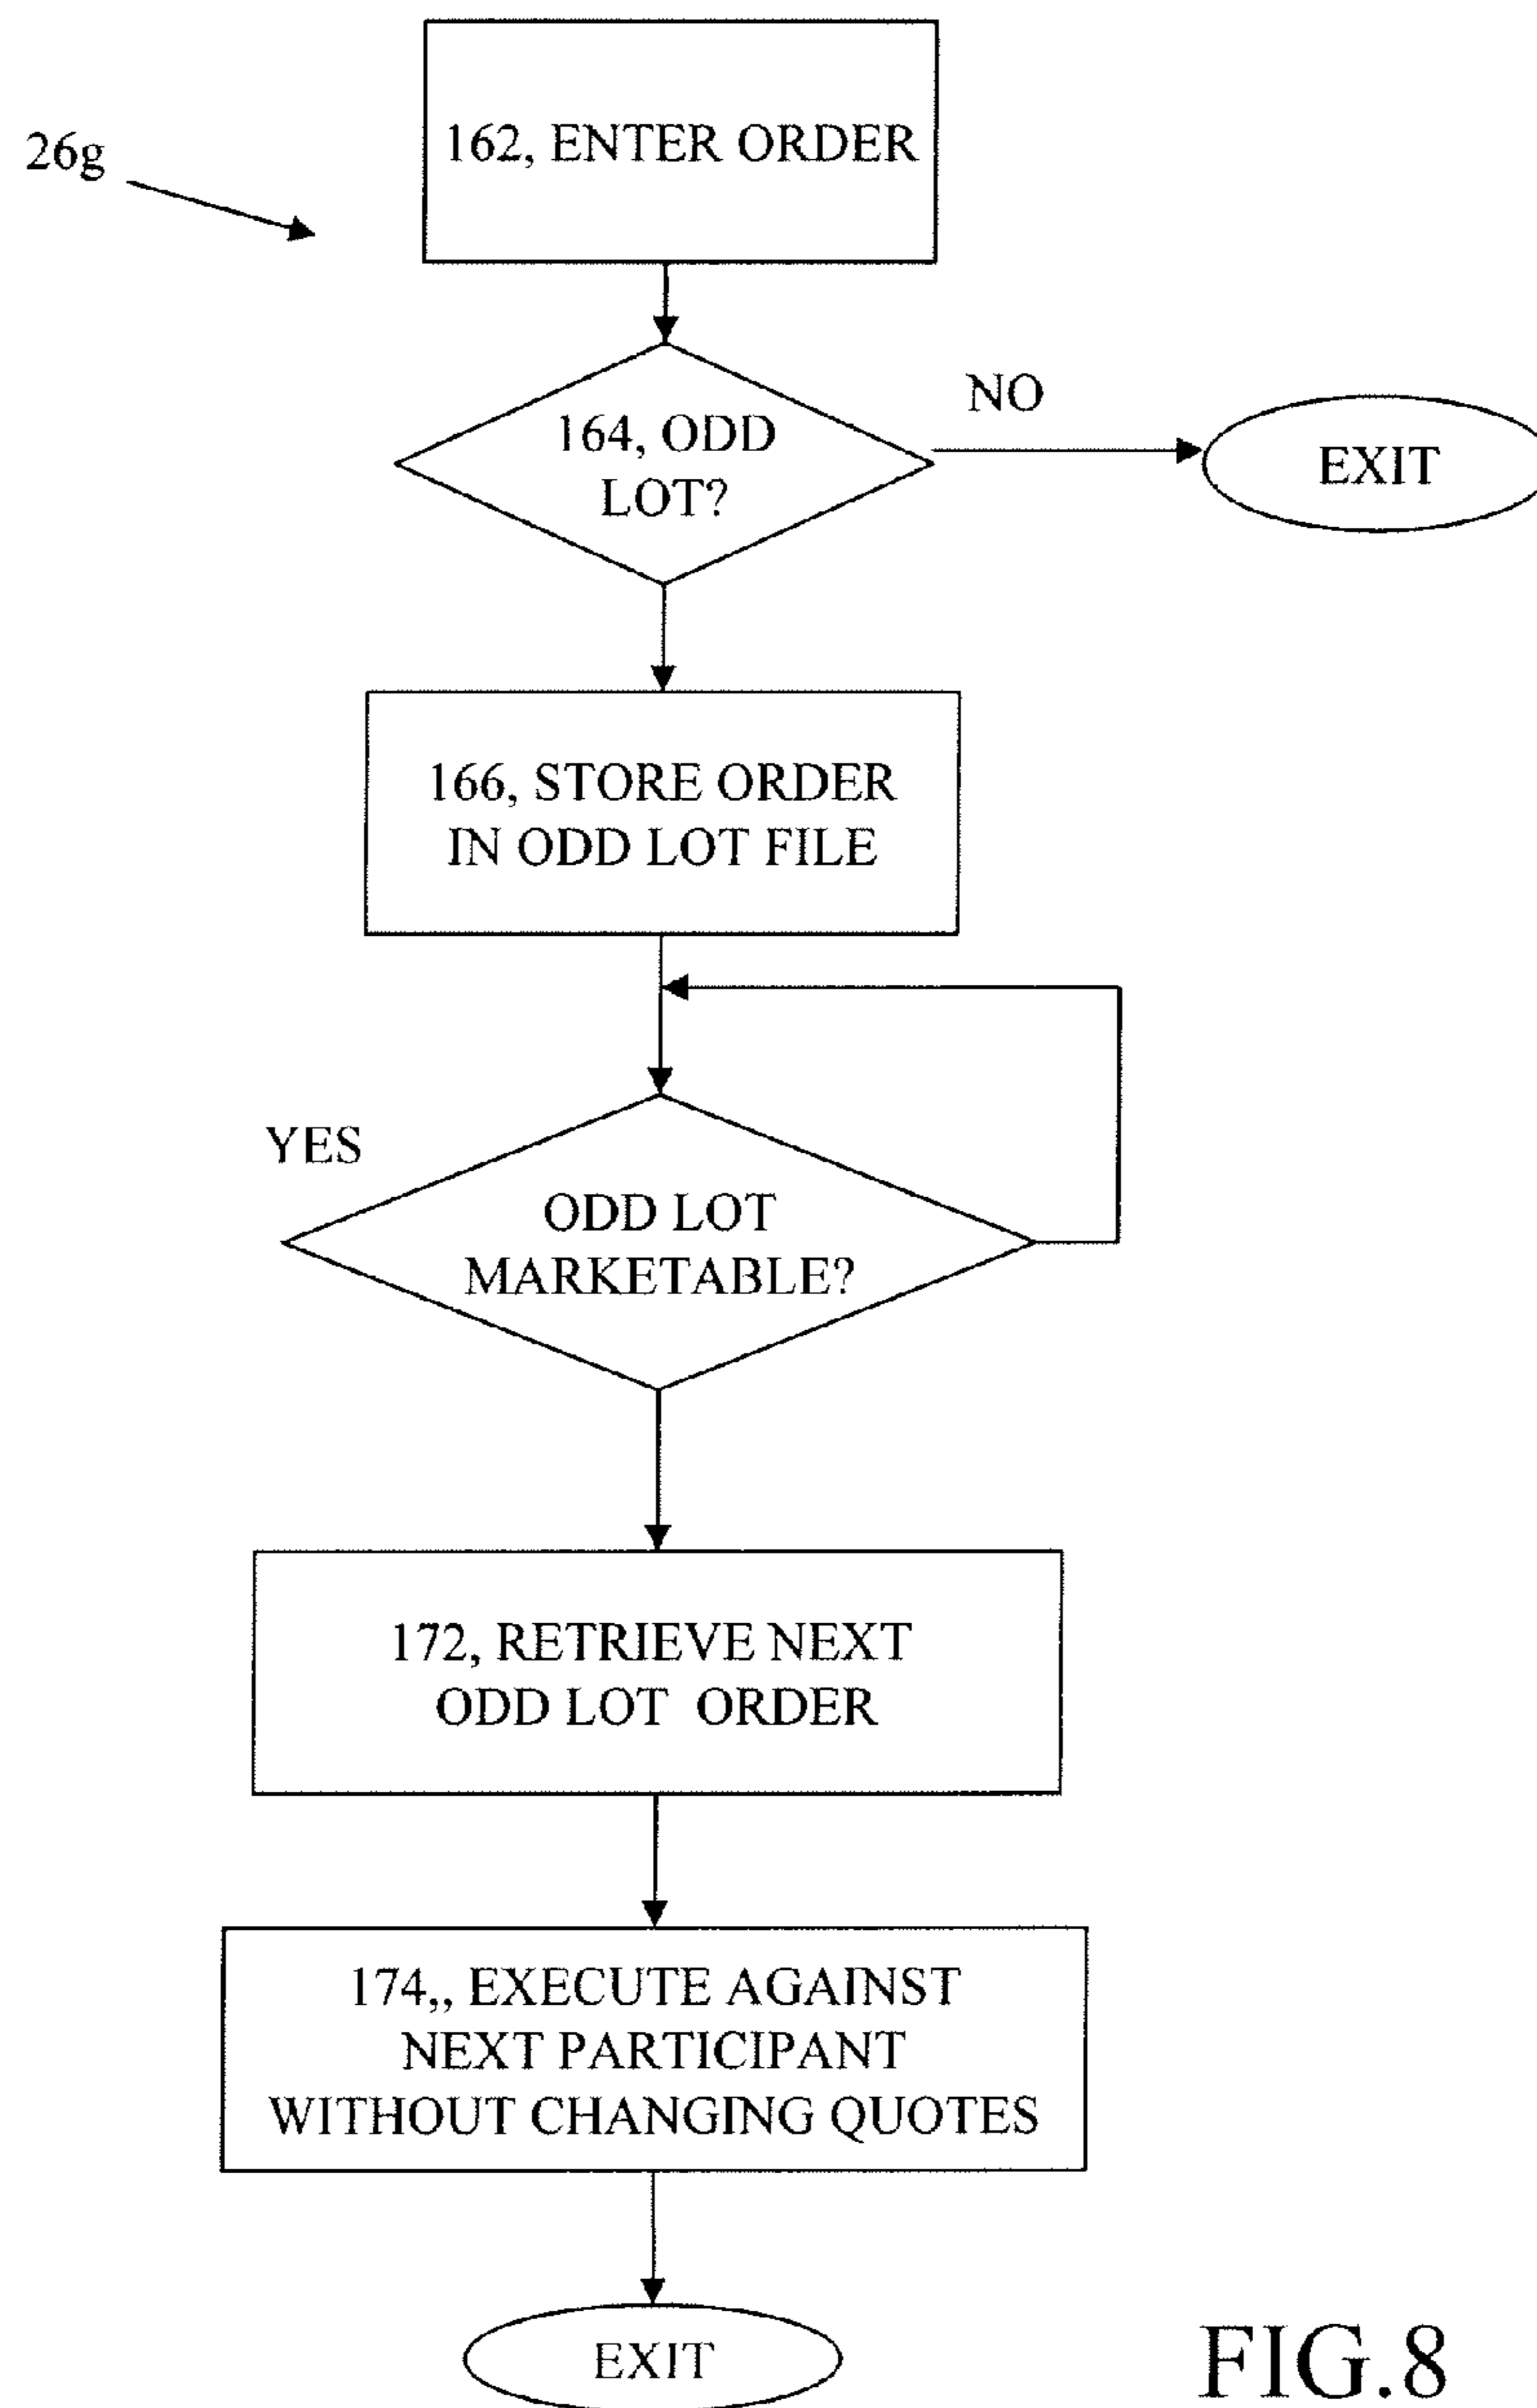 26g
162, ENTER ORDER
164, ODD
LOT?
NO
EXIT
166, STORE ORDER
IN ODD LOT FILE
YES
ODD LOT
MARKETABLE?
172, RETRIEVE NEXT
ODD LOT ORDER
174,, EXECUTE AGAINST
NEXT PARTICIPANT
WITHOUT CHANGING QUOTES
EXIT
FIG.8